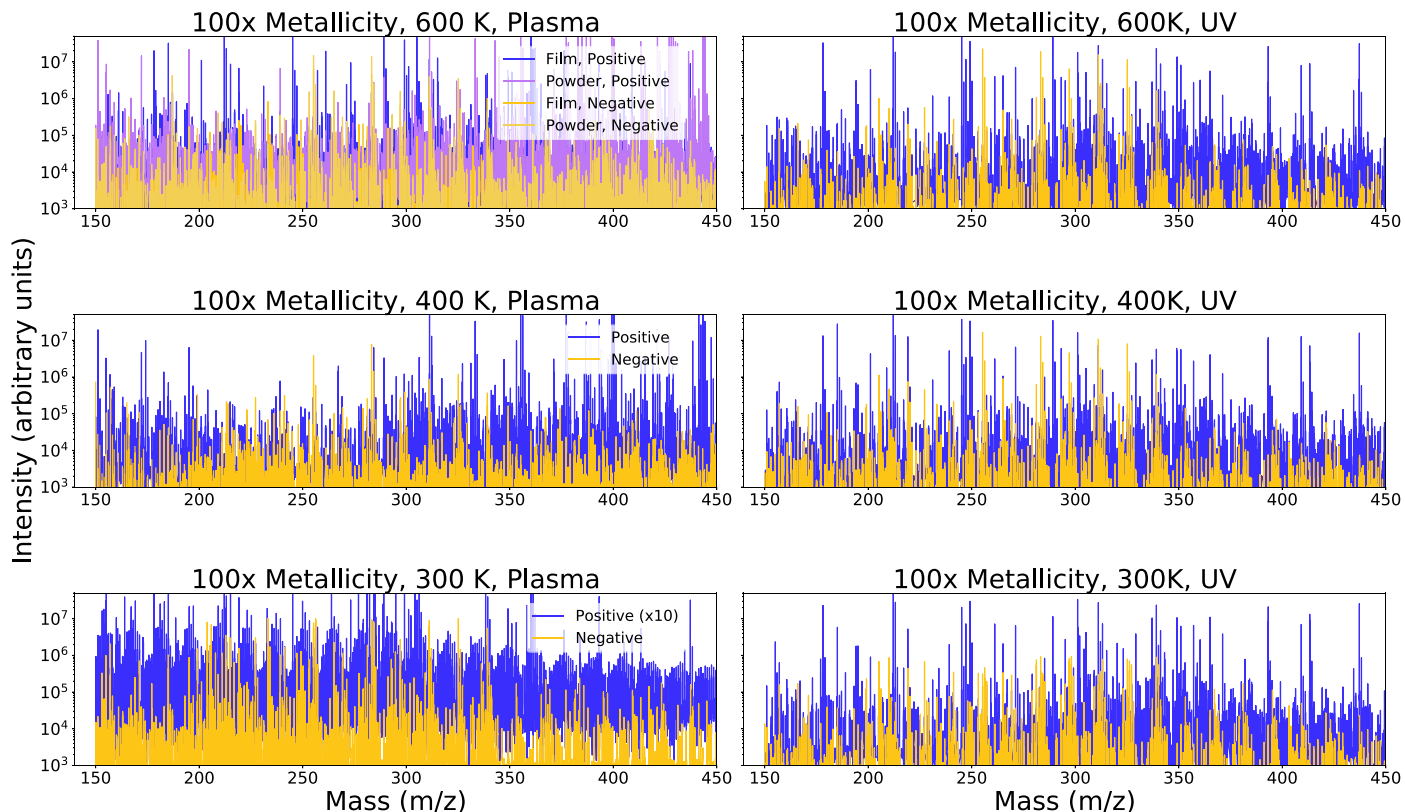 100x Metallicity, 600 K, Plasma
10⁷
10⁶
10⁵
10⁴
10³
Film, Positive
Powder, Positive
Film, Negative
Powder, Negative
150 200 250 300 350 400 450
100x Metallicity, 600K, UV
150 200 250 300 350 400 450
Intensity (arbitrary units)
100x Metallicity, 400 K, Plasma
10⁷
10⁶
10⁵
10⁴
10³
Positive
Negative
150 200 250 300 350 400 450
100x Metallicity, 400K, UV
150 200 250 300 350 400 450
100x Metallicity, 300 K, Plasma
10⁷
10⁶
10⁵
10⁴
10³
Positive (x10)
Negative
150 200 250 300 350 400 450
Mass (m/z)
100x Metallicity, 300K, UV
150 200 250 300 350 400 450
Mass (m/z)